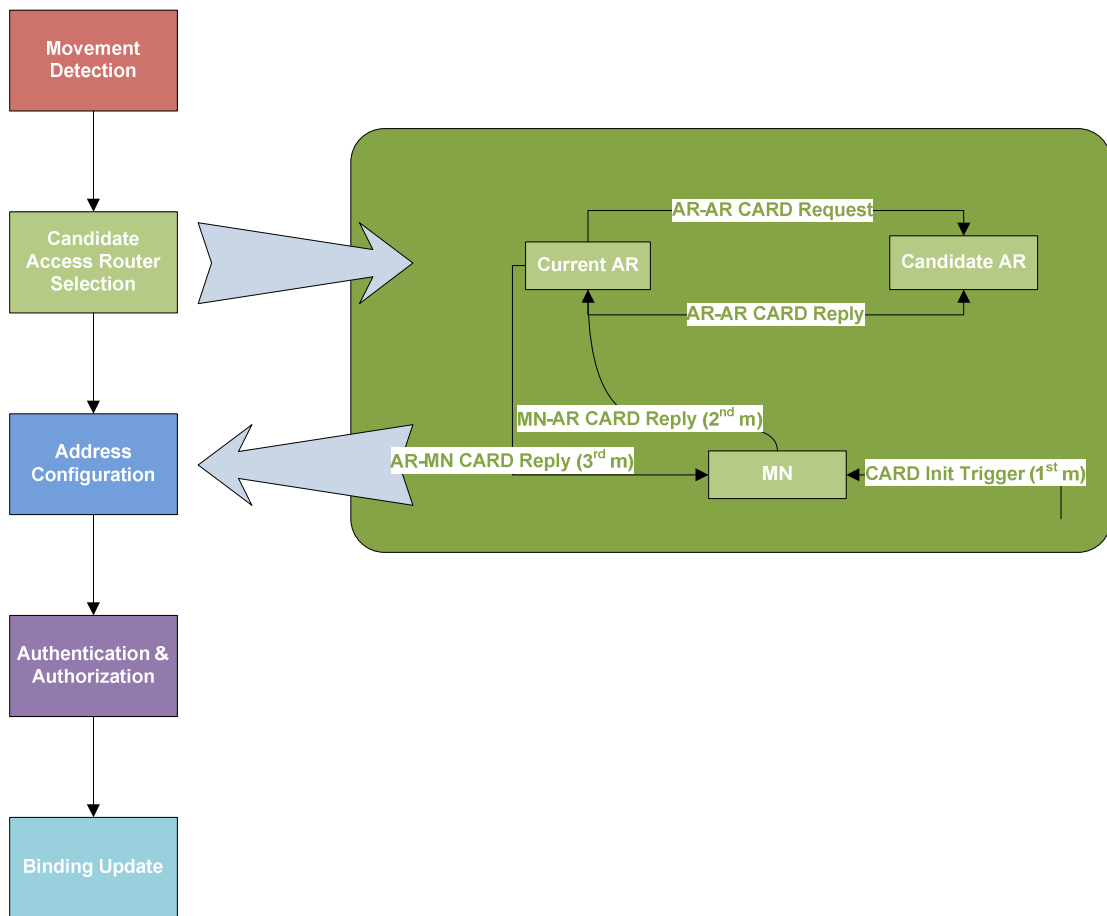 Movement
Detection
Candidate
Access Router
Selection
Address
Configuration
Authentication &
Authorization
Binding Update
AR-AR CARD Request
Current AR
Candidate AR
AR-AR CARD Reply
MN-AR CARD Reply (2nd m)
AR-MN CARD Reply (3rd m)
MN
CARD Init Trigger (1st m)